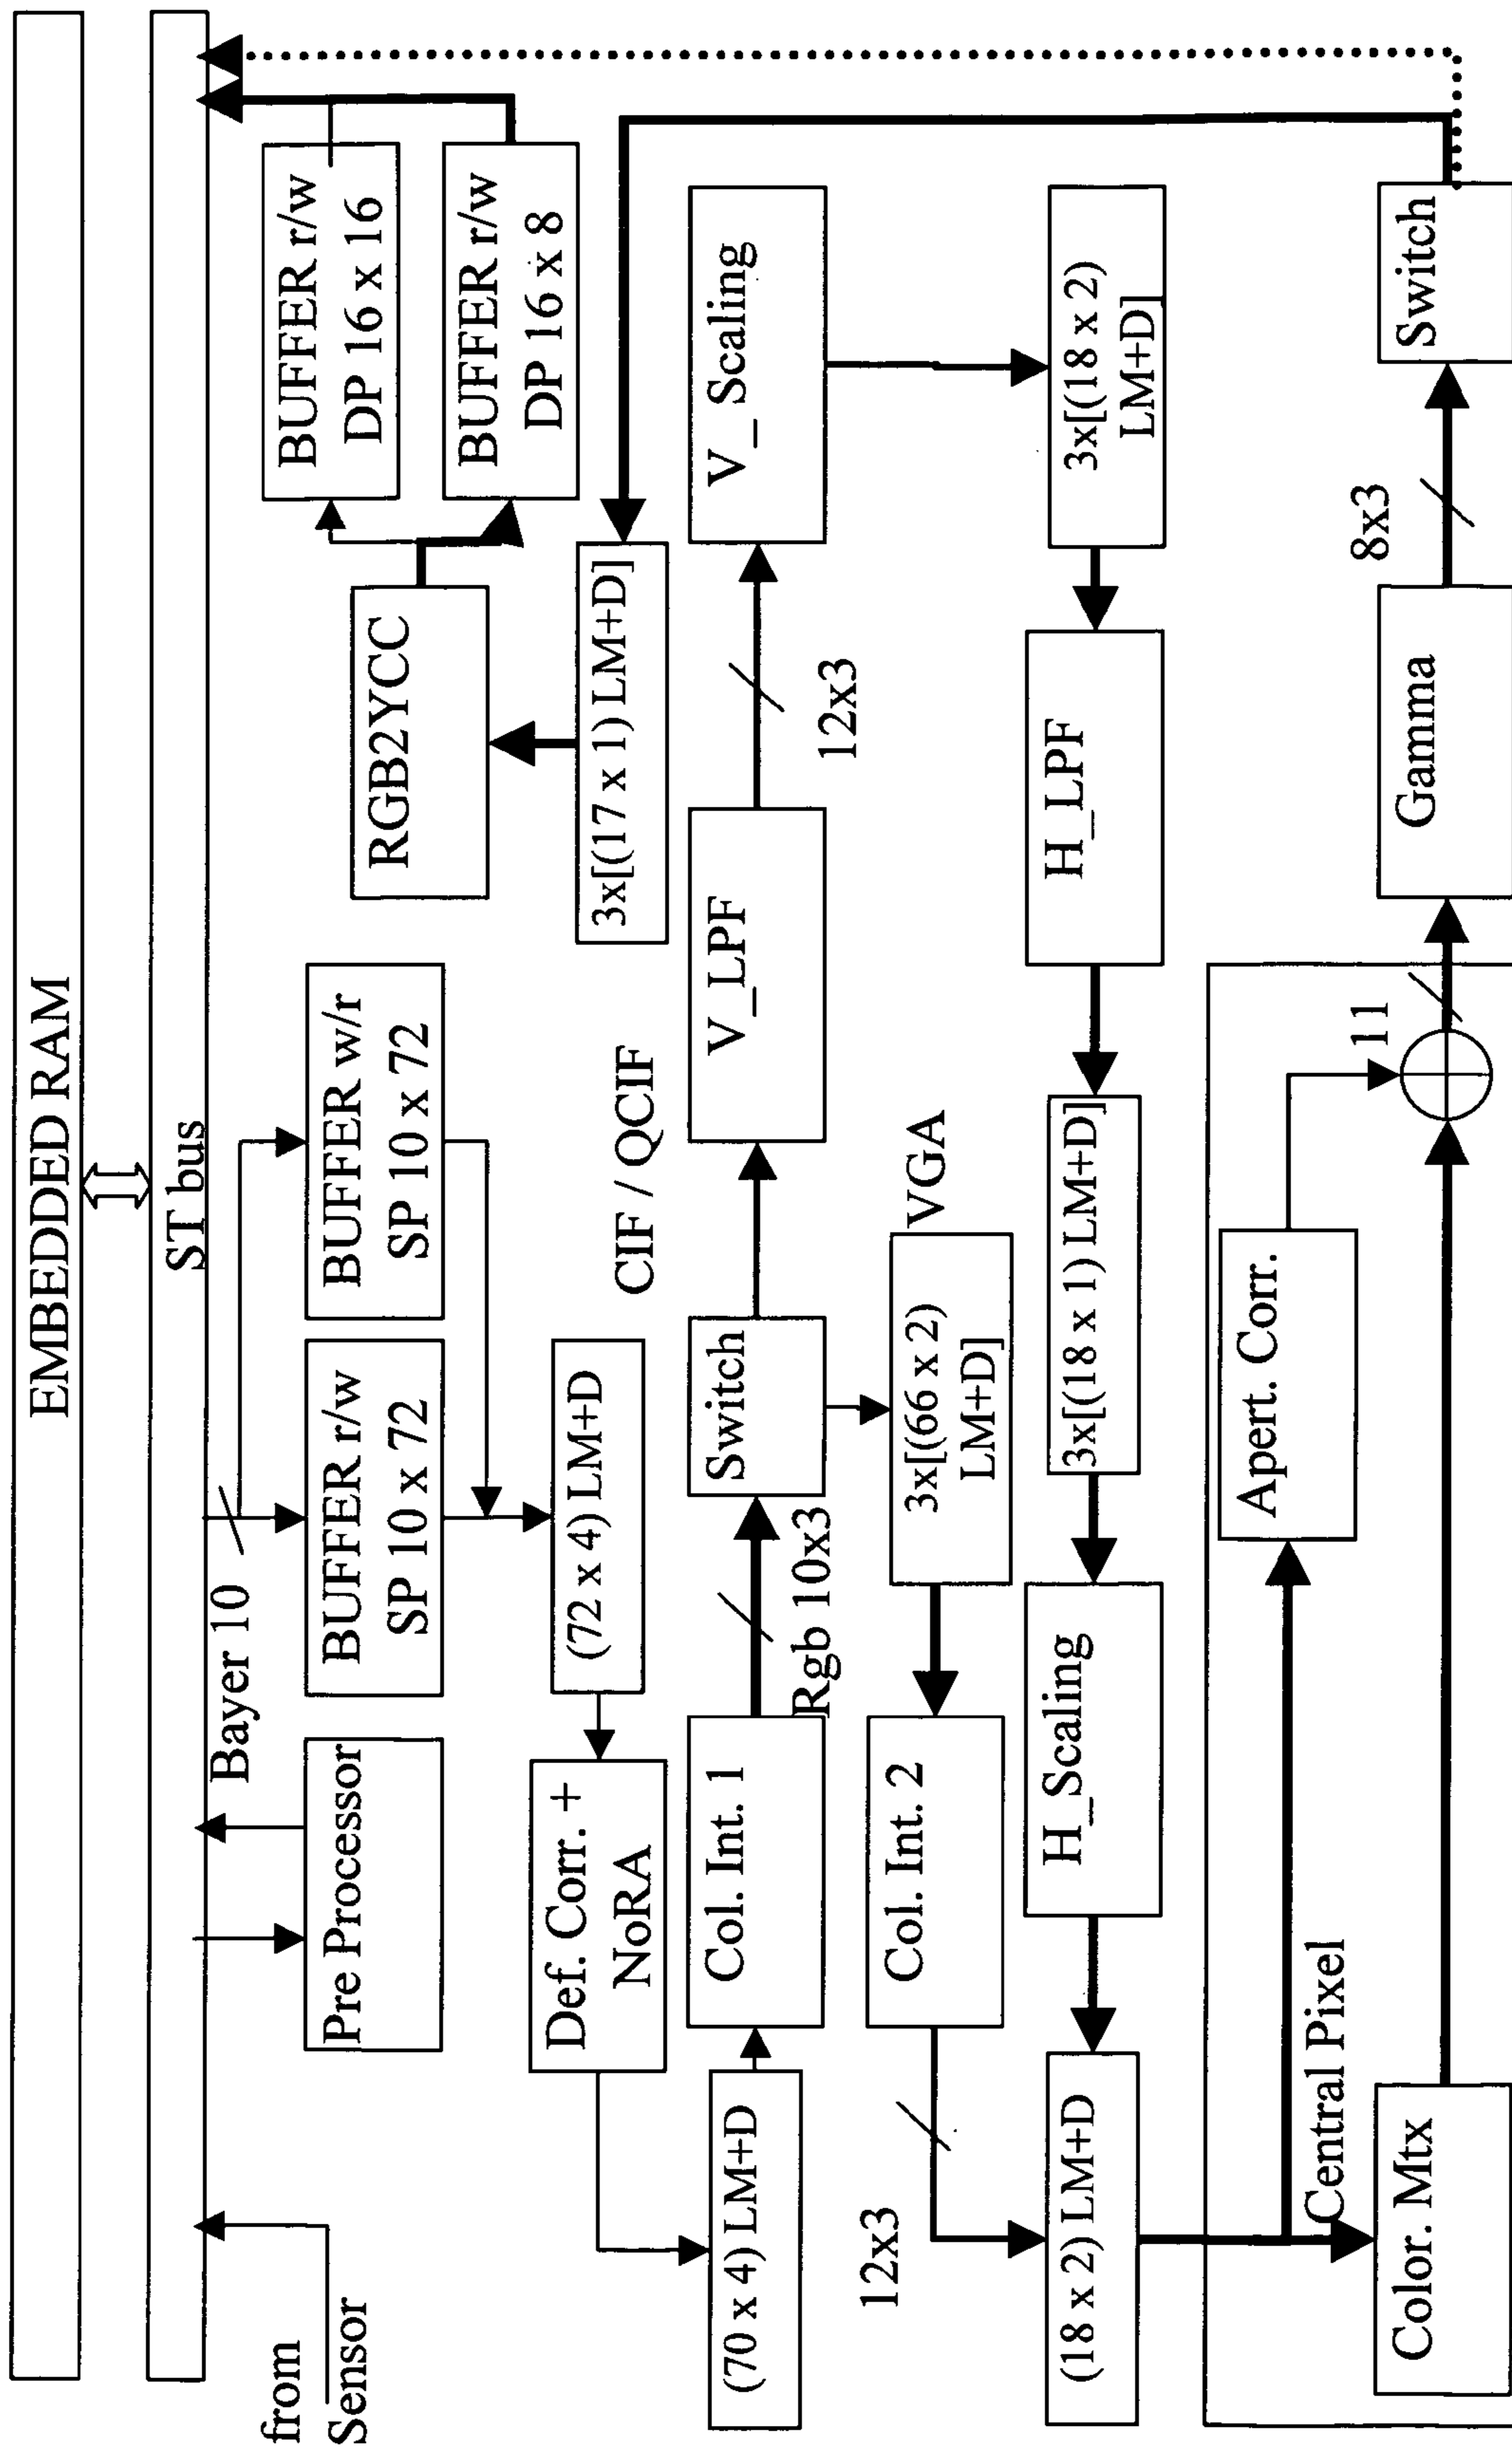 EMBEDDED RAM
ST bus
from
Sensor
Pre Processor
Bayer 10
BUFFER r/w
SP 10 x 72
BUFFER w/r
SP 10 x 72
BUFFER r/w
DP 16 x 16
BUFFER r/w
DP 16 x 8
RGB2YCC
3x[(17 x 1) LM+D]
(72 x 4) LM+D
Def. Corr. +
NoRA
(70 x 4) LM+D
Col. Int. 1
Rgb 10x3
Switch
CIF / QCIF
V_LPF
12x3
V_ Scaling
VGA
3x[(66 x 2)
LM+D]
Col. Int. 2
12x3
3x[(18 x 2)
LM+D]
H_LPF
3x[(18 x 1) LM+D]
H_Scaling
(18 x 2) LM+D
Central Pixel
Apert. Corr.
Color. Mtx
11
Gamma
8x3
Switch